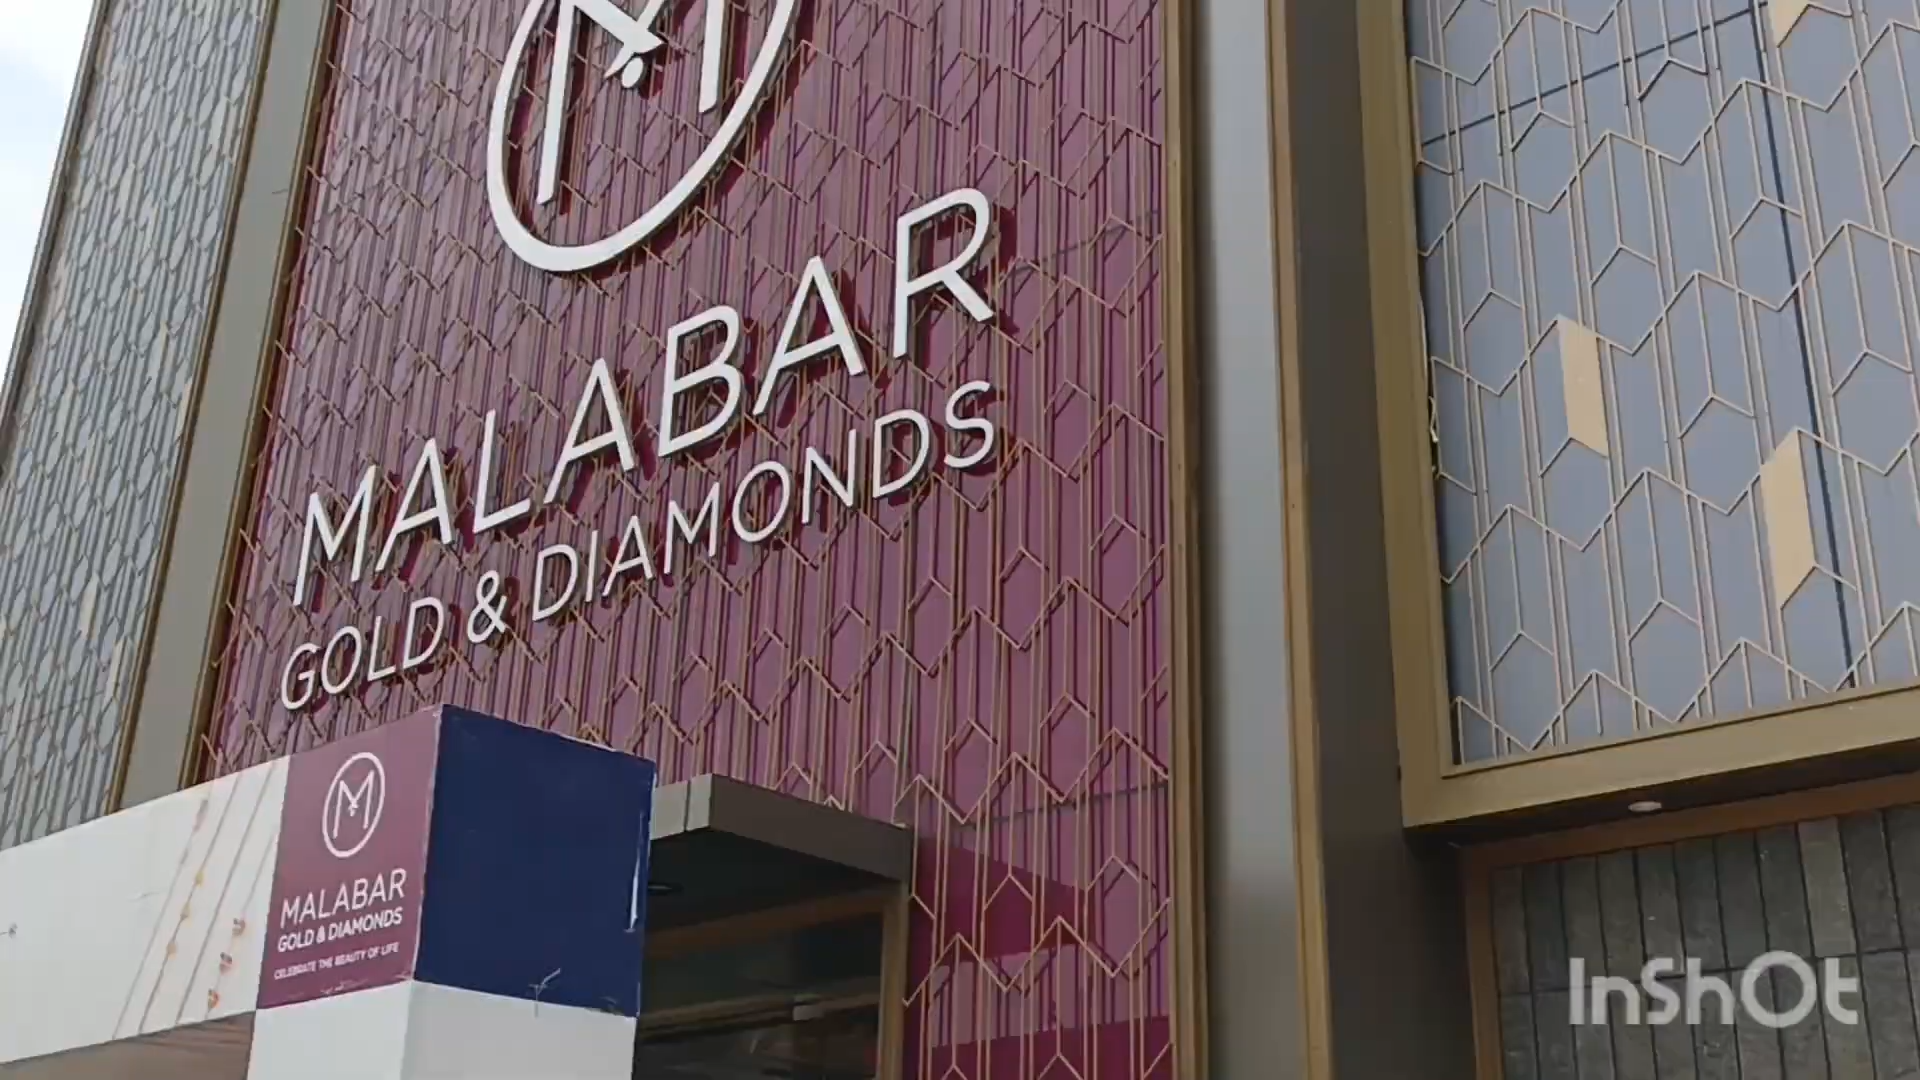 MALABAR
GOLD & DIAMONDS
MALABAR
GOLD & DIAMONDS
CELEBRATE THE BEAUTY OF LIFE
InShOt